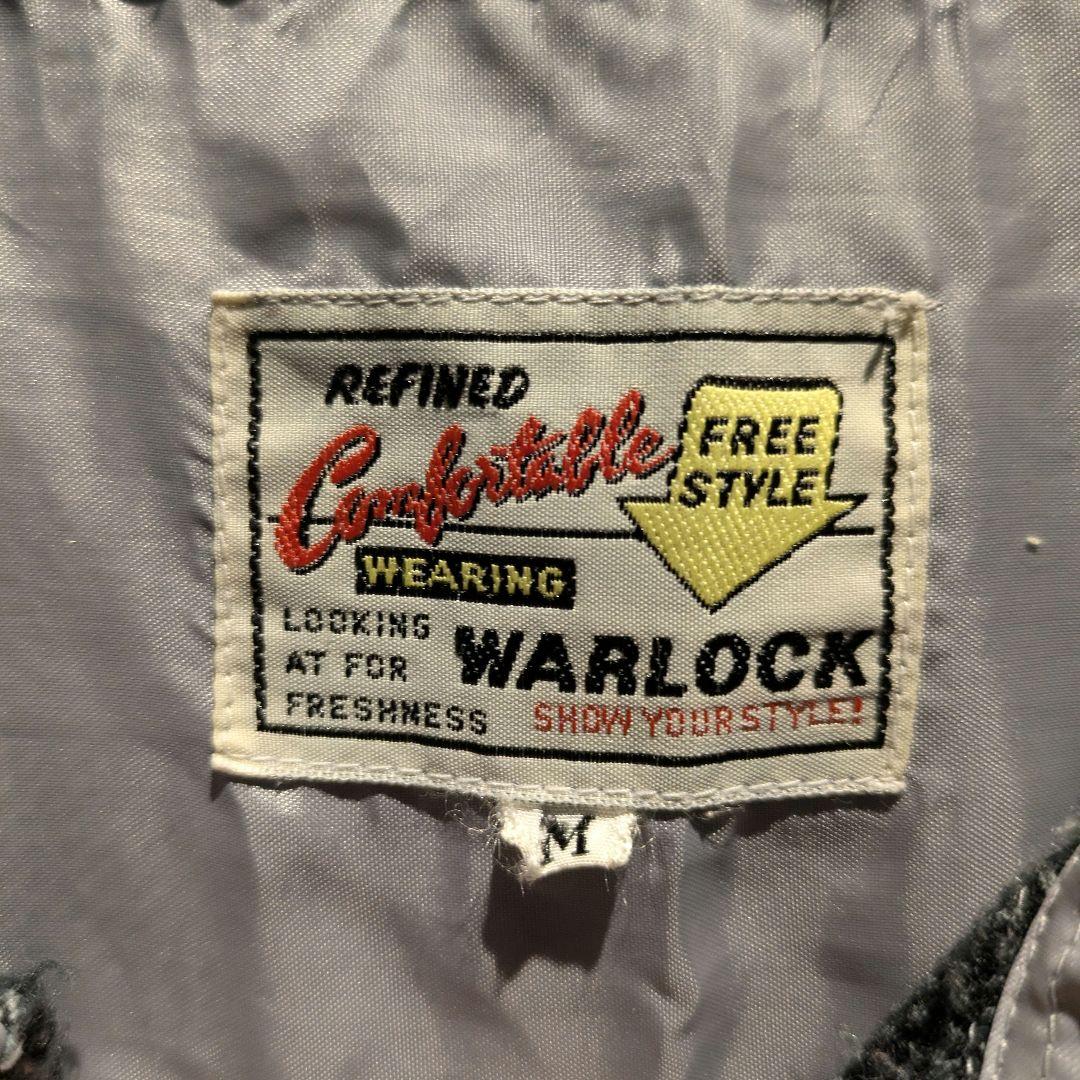 REFINED
Comfortable
FREE
STYLE
WEARING
LOOKING
AT FOR
FRESHNESS
WARLOCK
SHOW YOUR STYLE!
M